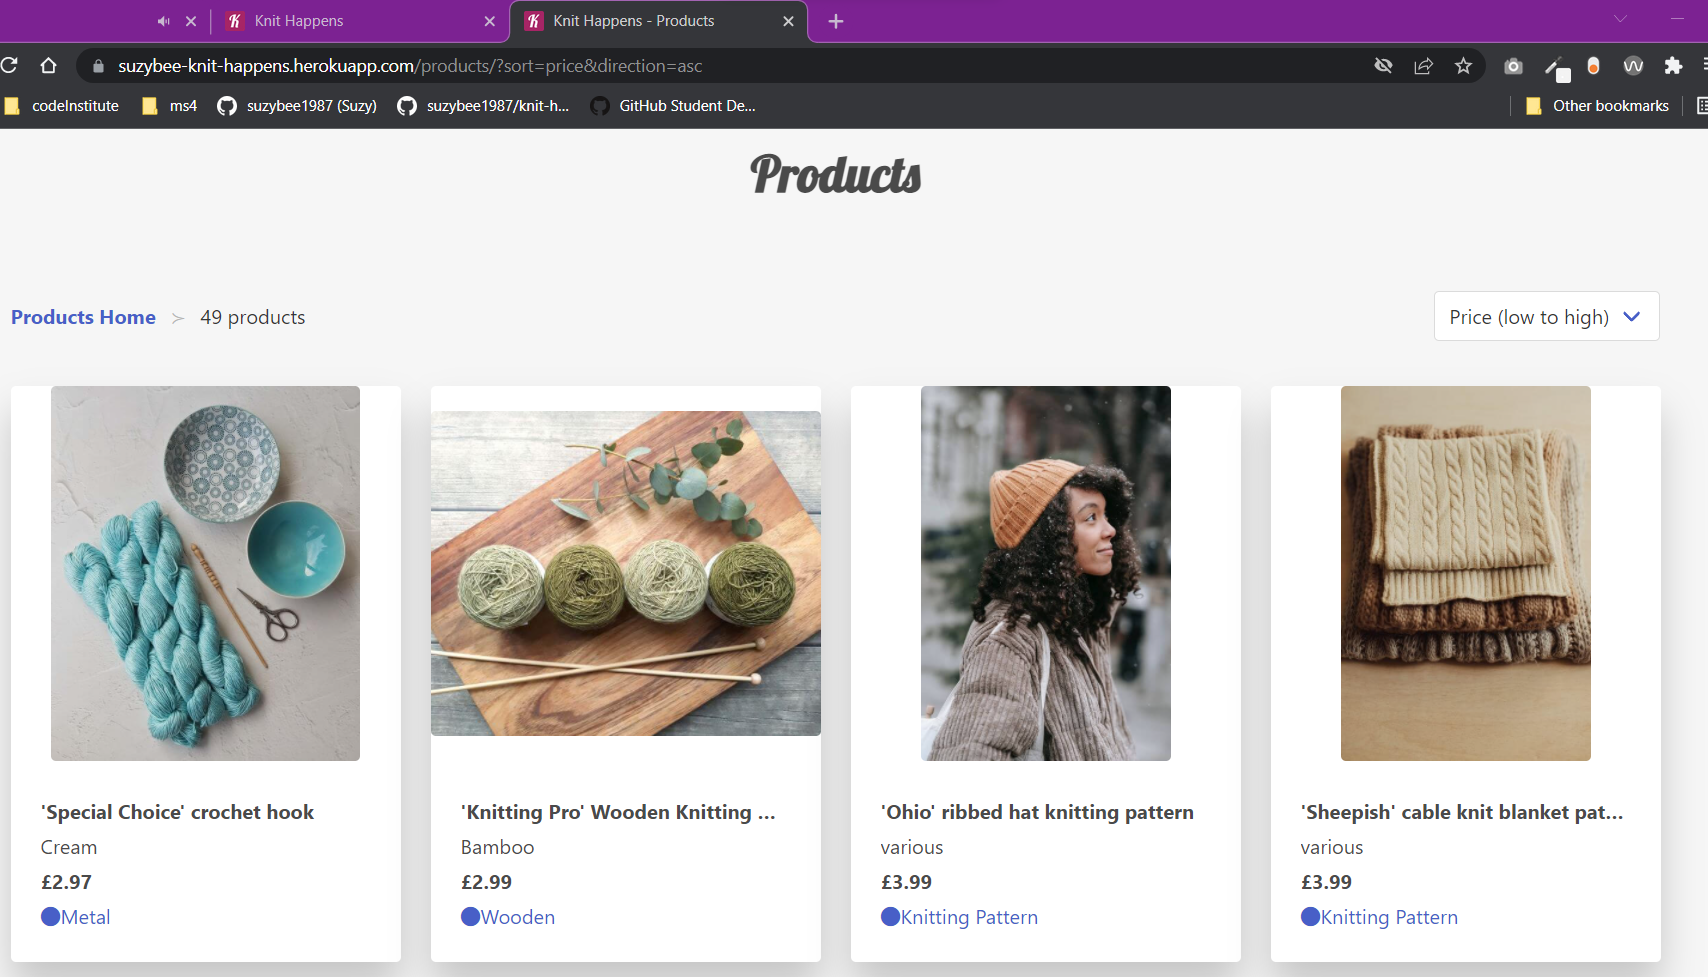 Knit Happens
Knit Happens - Products
suzybee-knit-happens.herokuapp.com/products/?sort=price&direction=asc
codeInstitute
ms4
suzybee1987 (Suzy)
suzybee1987/knit-h...
GitHub Student De...
Other bookmarks
Products
Products Home > 49 products
Price (low to high)
'Special Choice' crochet hook
Cream
£2.97
Metal
'Knitting Pro' Wooden Knitting ...
Bamboo
£2.99
Wooden
'Ohio' ribbed hat knitting pattern
various
£3.99
Knitting Pattern
'Sheepish' cable knit blanket pat...
various
£3.99
Knitting Pattern